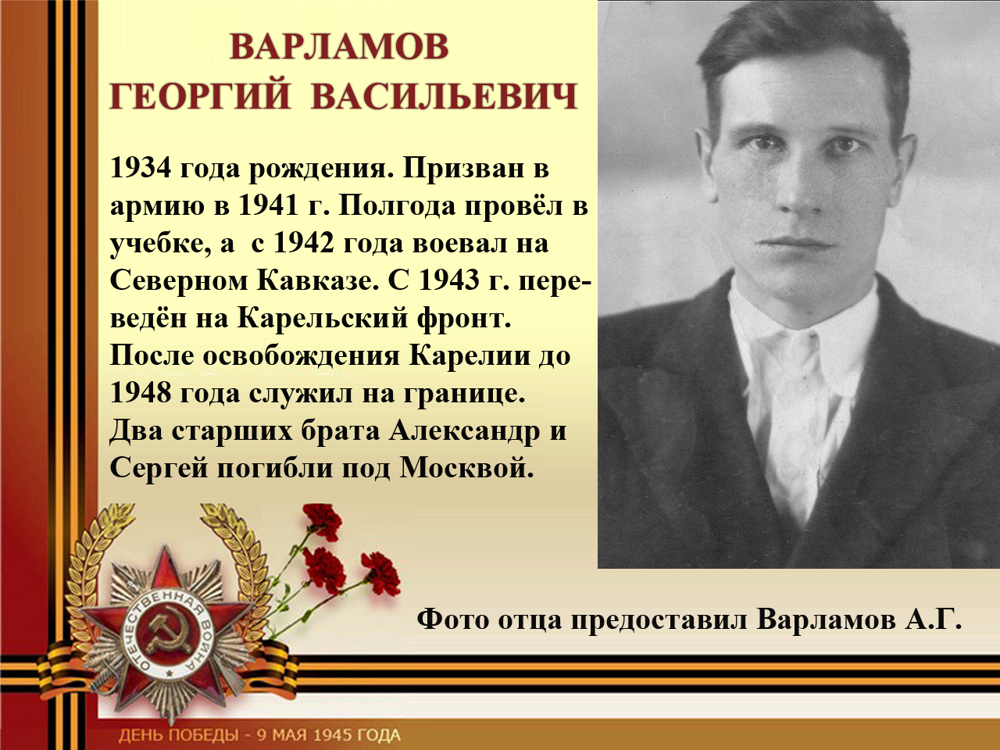 ВАРЛАМОВ
ГЕОРГИЙ ВАСИЛЬЕВИЧ
1934 года рождения. Призван в
армию в 1941 г. Полгода провёл в
учебке, а с 1942 года воевал на
Северном Кавказе. С 1943 г. пере-
ведён на Карельский фронт.
После освобождения Карелии до
1948 года служил на границе.
Два старших брата Александр и
Сергей погибли под Москвой.
Фото отца предоставил Варламов А.Г.
ОТЕЧЕСТВЕННАЯ ВОЙНА
ДЕНЬ ПОБЕДЫ - 9 МАЯ 1945 ГОДА